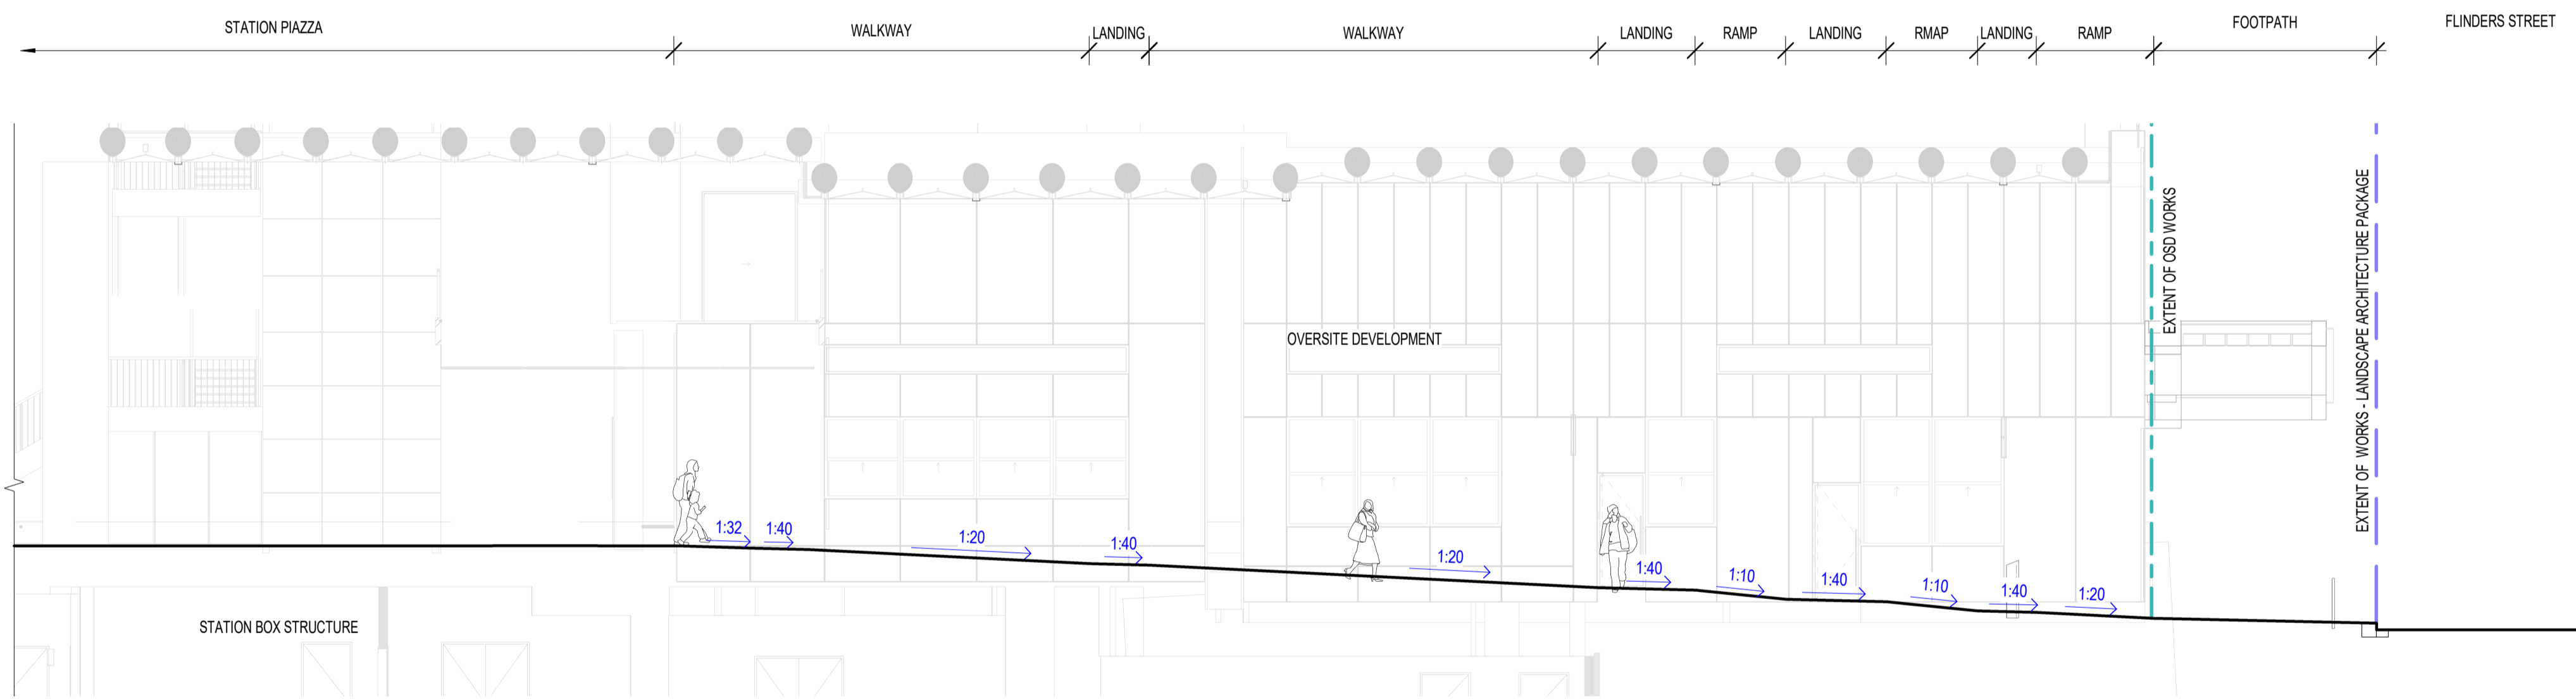 STATION PIAZZA
WALKWAY
LANDING
WALKWAY
LANDING
RAMP
LANDING
RMAP
LANDING
RAMP
FOOTPATH
FLINDERS STREET
EXTENT OF OSD WORKS
EXTENT OF WORKS - LANDSCAPE ARCHITECTURE PACKAGE
OVERSITE DEVELOPMENT
1:32
1:40
1:20
1:40
1:20
1:40
1:10
1:40
1:10
1:40
1:20
STATION BOX STRUCTURE